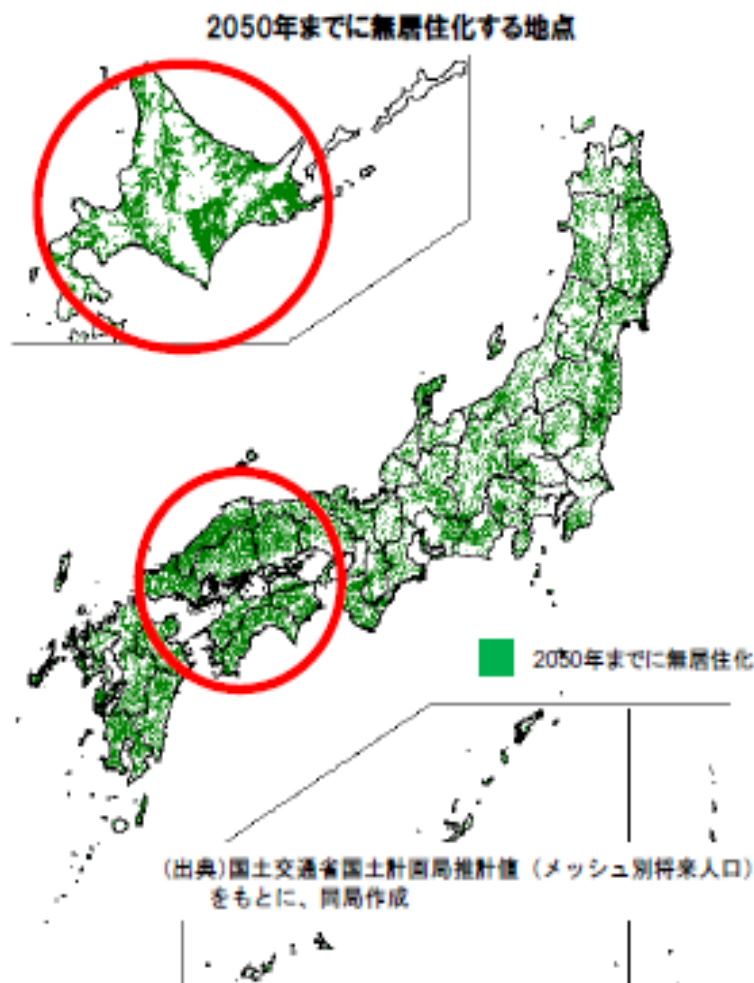 2050年までに無居住化する地点
2050年までに無居住化
(出典)国土交通省国土計画局推計値（メッシュ別将来人口）
をもとに、同局作成